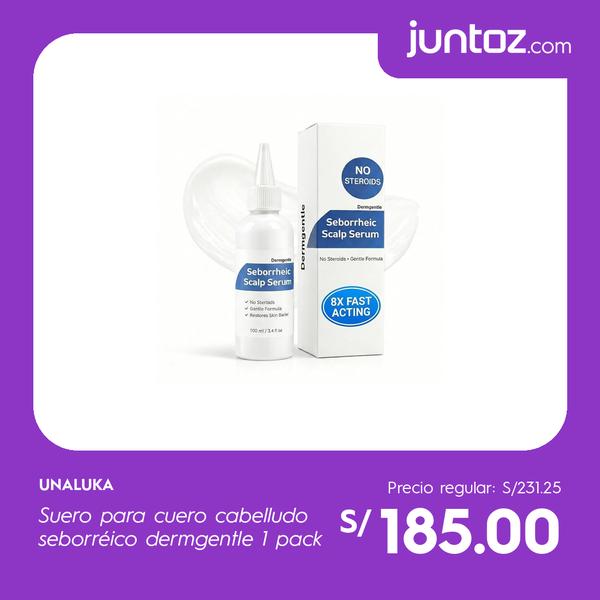 juntoz.com
NO
STEROIDS
Dermgentle
Dermgentle
Seborrheic
Scalp Serum
No Steroids • Gentle Formula
8X FAST
ACTING
Dermgentle
Seborrheic
Scalp Serum
✓ No Steriads
✓ Gentle Formula
✓ Restores Skin Barier
100 ml / 3.4 fl oz
UNALUKA
Suero para cuero cabelludo
seborréico dermgentle 1 pack
Precio regular: S/231.25
S/185.00